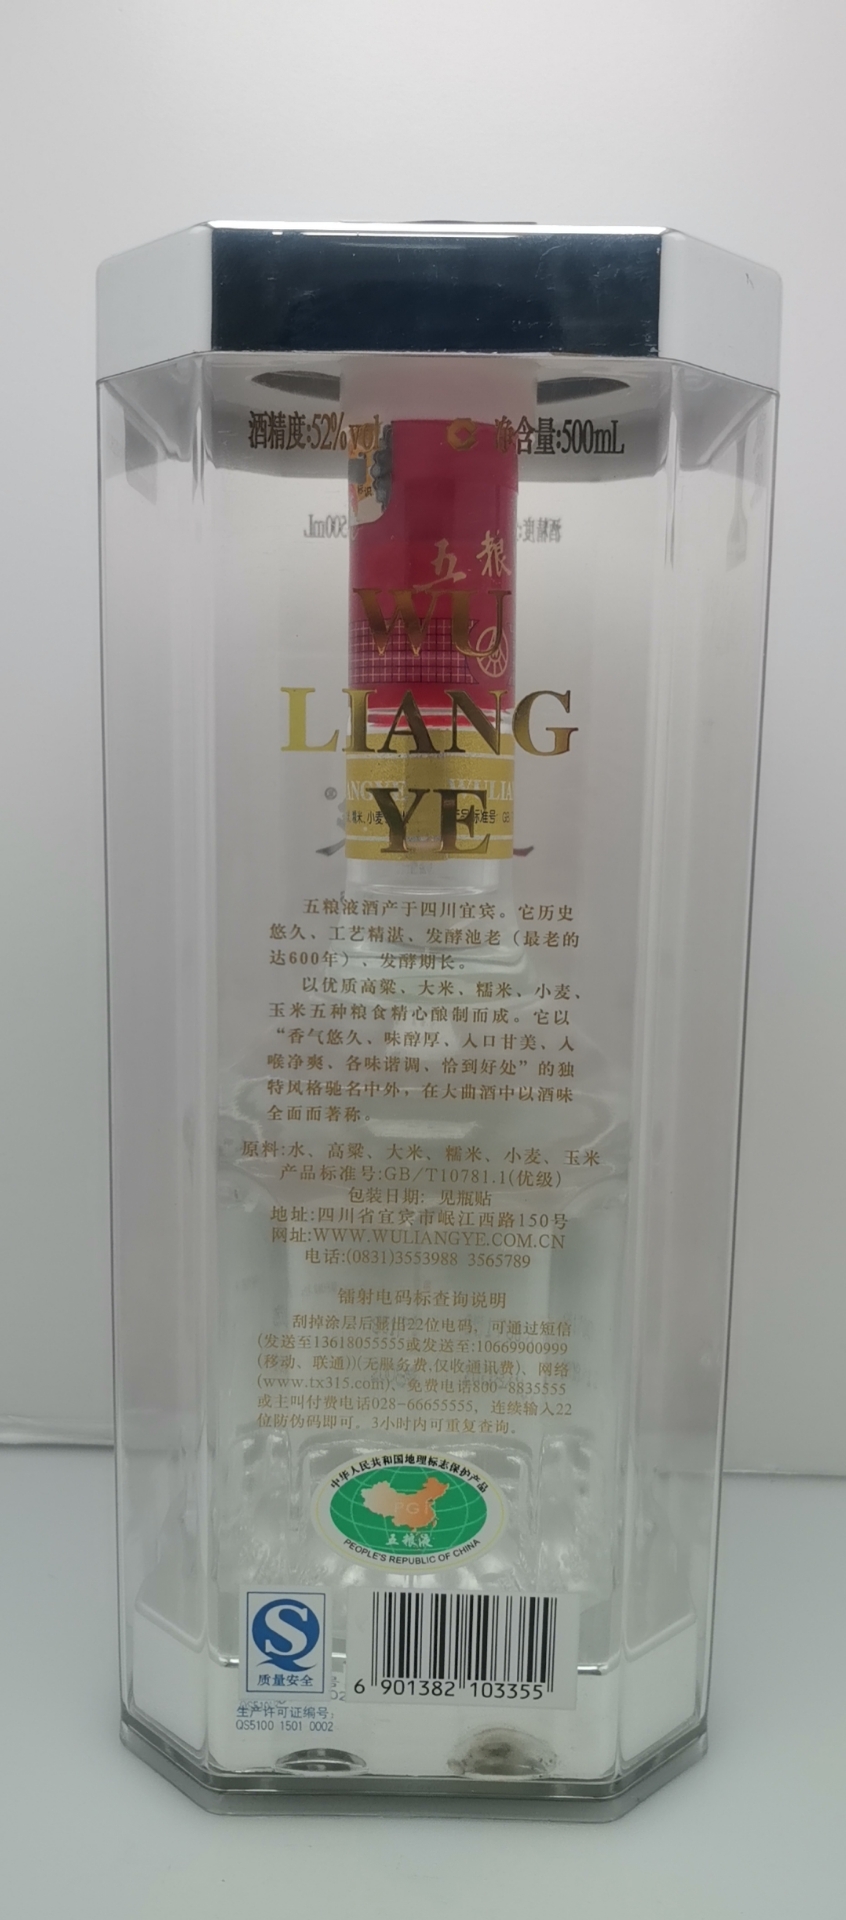 酒精度:52%vol 净含量:500mL
五粮
WU
LIANG
YE
五粮液酒产于四川宜宾。它历史
悠久、工艺精湛、发酵池老（最老的
达600年）、发酵期长。
以优质高粱、大米、糯米、小麦、
玉米五种粮食精心酿制而成。它以
“香气悠久、味醇厚、入口甘美、入
喉净爽、各味谐调、恰到好处”的独
特风格驰名中外，在大曲酒中以酒味
全面而著称。
原料:水、高粱、大米、糯米、小麦、玉米
产品标准号:GB/T10781.1(优级)
包装日期: 见瓶贴
地址:四川省宜宾市岷江西路150号
网址:WWW.WULIANGYE.COM.CN
电话:(0831)3553988 3565789
镭射电码标查询说明
刮掉涂层后显出22位电码，可通过短信
(发送至13618055555或发送至:10669900999
(移动、联通))(无服务费,仅收通讯费)、网络
(www.tx315.com)、免费电话800-8835555
或主叫付费电话028-66655555，连续输入22
位防伪码即可。3小时内可重复查询。
中华人民共和国地理标志保护产品
PGI
五粮液
PEOPLE'S REPUBLIC OF CHINA
质量安全
生产许可证编号:
QS5100 1501 0002
6 901382 103355